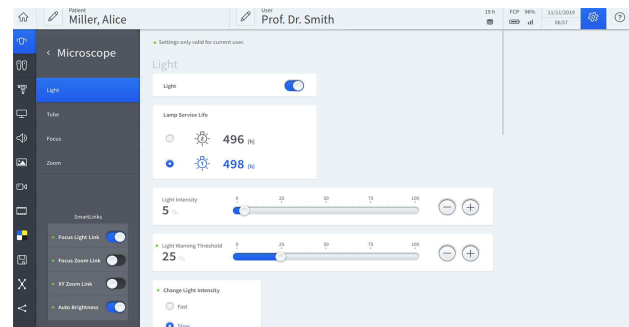 Patient
Miller, Alice
User
Prof. Dr. Smith
19 h
FCP 96%
11/11/2019
06:57
Microscope
Light
Tube
Focus
Zoom
SmartLinks
Focus Light Link
Focus Zoom Link
XY Zoom Link
Auto Brightness
Settings only valid for current user.
Light
Light
Lamp Service Life
2 496 [h]
1 498 [h]
Light Intensity
5 %
0 25 50 75 100
Light Warning Threshold
25 %
0 25 50 75 100
Change Light Intensity
Fast
Slow